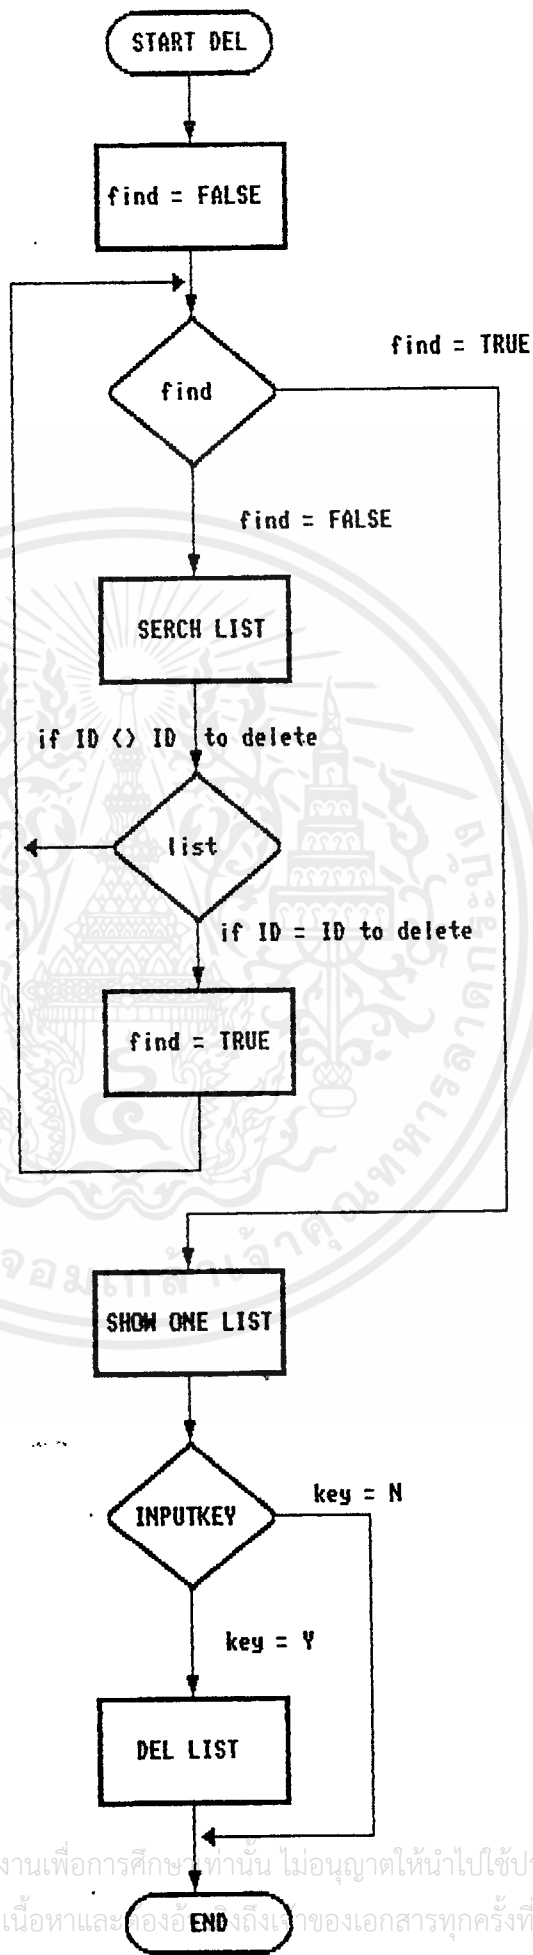 START DEL
find = FALSE
find = TRUE
find
find = FALSE
SERCH LIST
if ID <> ID to delete
list
if ID = ID to delete
find = TRUE
SHOW ONE LIST
key = N
INPUTKEY
key = Y
DEL LIST
END